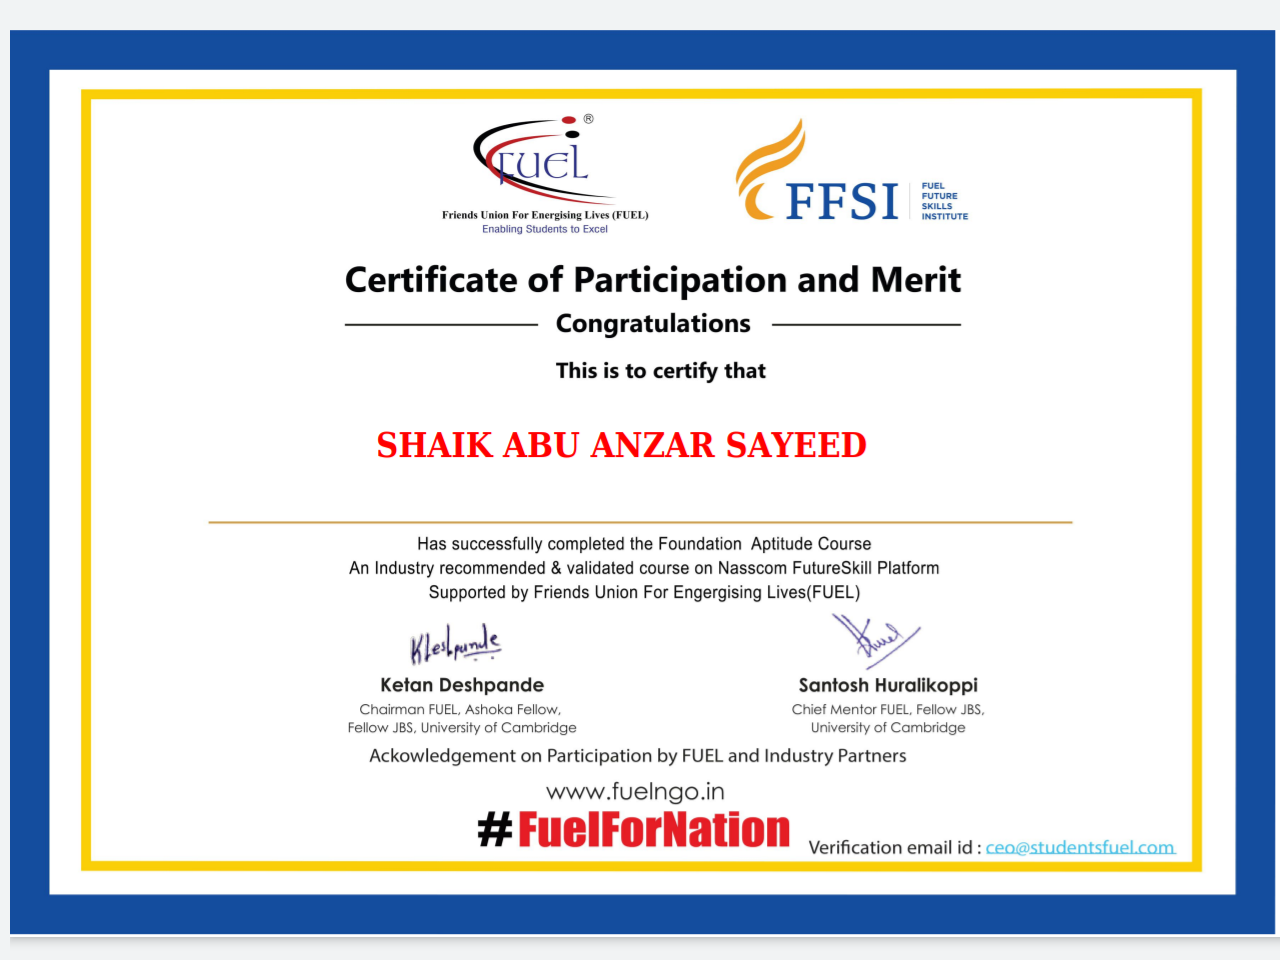 FUEL ®
Friends Union For Energising Lives (FUEL)
Enabling Students to Excel
FFSI
FUEL
FUTURE
SKILLS
INSTITUTE
Certificate of Participation and Merit
Congratulations
This is to certify that
SHAIK ABU ANZAR SAYEED
Has successfully completed the Foundation Aptitude Course
An Industry recommended & validated course on Nasscom FutureSkill Platform
Supported by Friends Union For Engergising Lives(FUEL)
KDeshpande
Ketan Deshpande
Chairman FUEL, Ashoka Fellow,
Fellow JBS, University of Cambridge
Santosh Huralikoppi
Chief Mentor FUEL, Fellow JBS,
University of Cambridge
Ackowledgement on Participation by FUEL and Industry Partners
www.fuelngo.in
#FuelForNation
Verification email id : ceo@studentsfuel.com